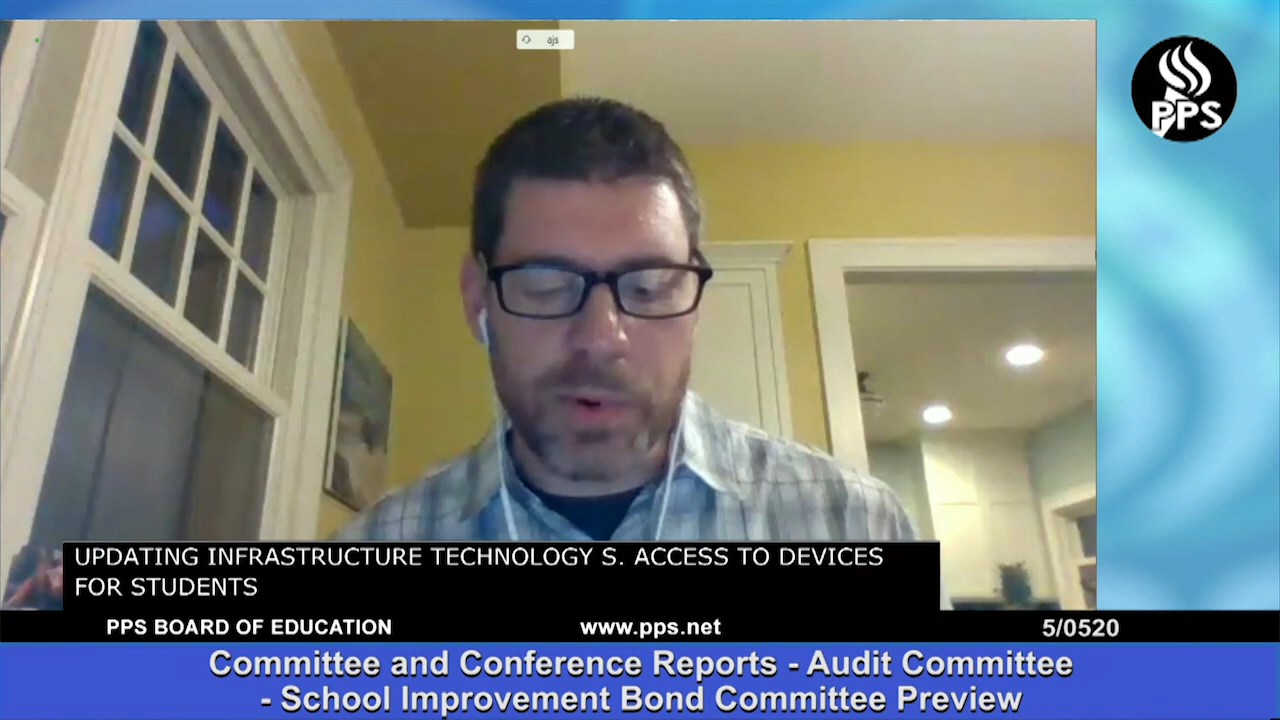 ajs
PPS
UPDATING INFRASTRUCTURE TECHNOLOGY S. ACCESS TO DEVICES
FOR STUDENTS
PPS BOARD OF EDUCATION www.pps.net 5/0520
Committee and Conference Reports - Audit Committee
- School Improvement Bond Committee Preview